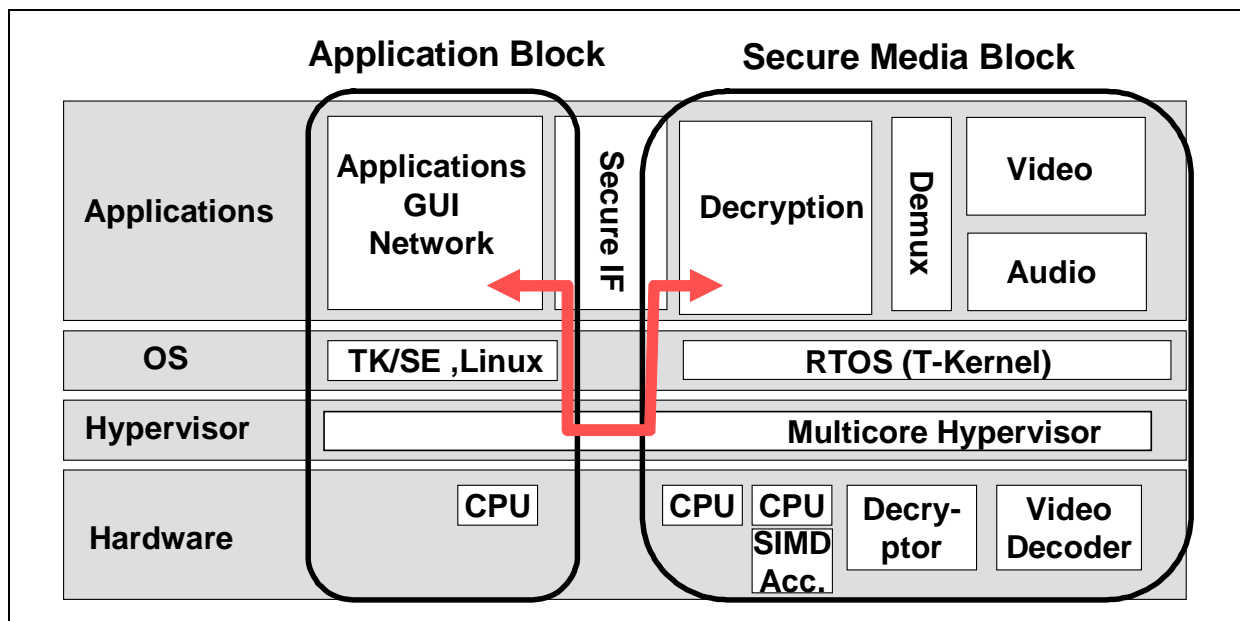 Application Block
Secure Media Block
Applications
Applications
GUI
Network
Secure IF
Decryption
Demux
Video
Audio
OS
TK/SE ,Linux
RTOS (T-Kernel)
Hypervisor
Multicore Hypervisor
Hardware
CPU
CPU
CPU
SIMD
Acc.
Decry-
ptor
Video
Decoder